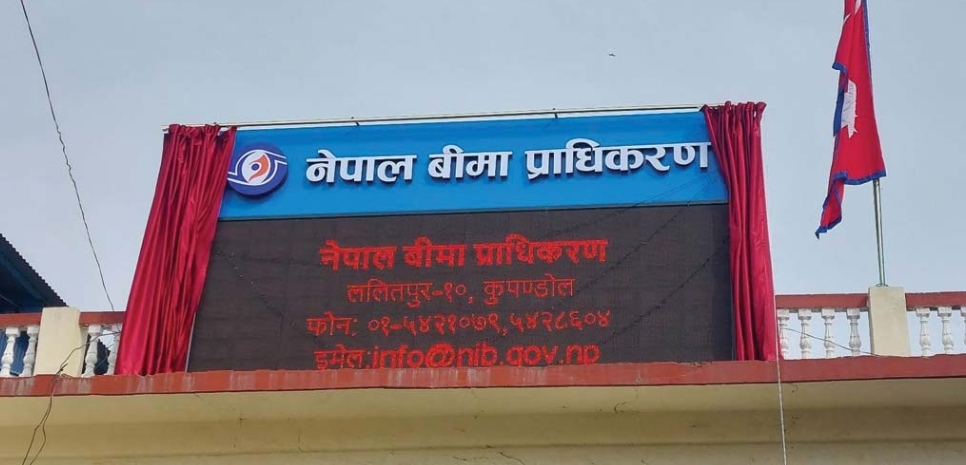 नेपाल बीमा प्राधिकरण
नेपाल बीमा प्राधिकरण
ललितपुर-१०, कुपण्डोल
फोन: ०१-५४२१०७९,५४२८६०४
इमेल:info@nib.gov.np